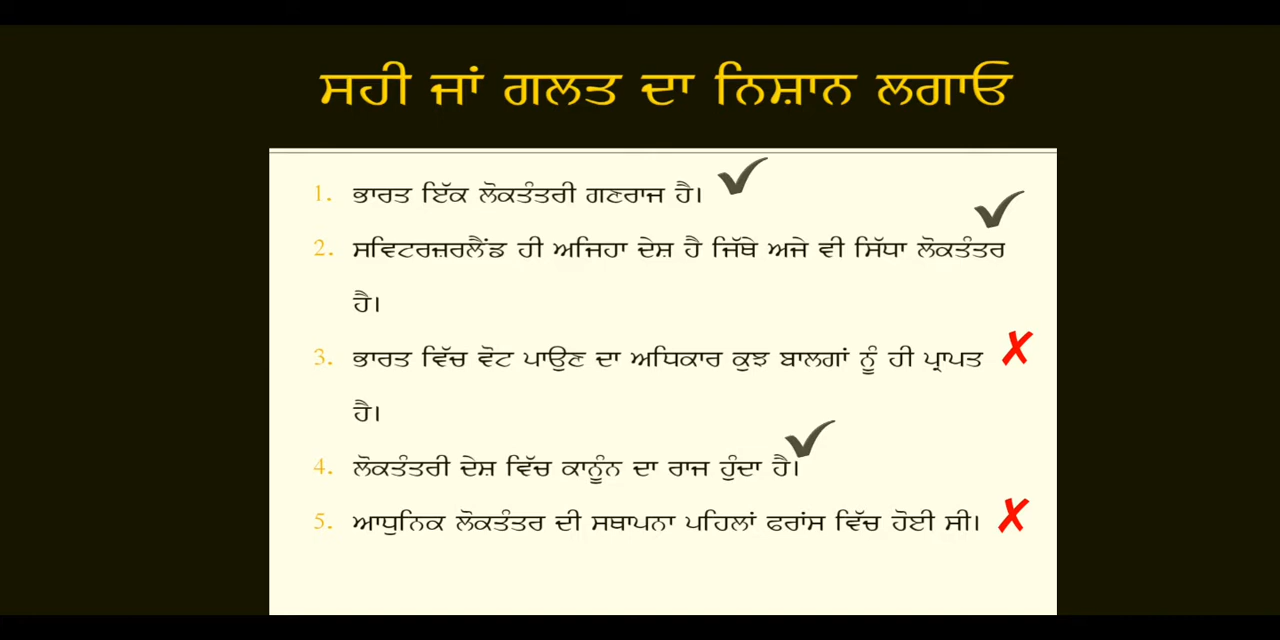 ਸਹੀ ਜਾਂ ਗਲਤ ਦਾ ਨਿਸ਼ਾਨ ਲਗਾਓ
1. ਭਾਰਤ ਇੱਕ ਲੋਕਤੰਤਰੀ ਗਣਰਾਜ ਹੈ। ✓
2. ਸਵਿਟਰਜ਼ਰਲੈਂਡ ਹੀ ਅਜਿਹਾ ਦੇਸ਼ ਹੈ ਜਿੱਥੇ ਅਜੇ ਵੀ ਸਿੱਧਾ ਲੋਕਤੰਤਰ ✓
ਹੈ।
3. ਭਾਰਤ ਵਿੱਚ ਵੋਟ ਪਾਉਣ ਦਾ ਅਧਿਕਾਰ ਕੁਝ ਬਾਲਗਾਂ ਨੂੰ ਹੀ ਪ੍ਰਾਪਤ ✗
ਹੈ।
4. ਲੋਕਤੰਤਰੀ ਦੇਸ਼ ਵਿੱਚ ਕਾਨੂੰਨ ਦਾ ਰਾਜ ਹੁੰਦਾ ਹੈ। ✓
5. ਆਧੁਨਿਕ ਲੋਕਤੰਤਰ ਦੀ ਸਥਾਪਨਾ ਪਹਿਲਾਂ ਫਰਾਂਸ ਵਿੱਚ ਹੋਈ ਸੀ। ✗